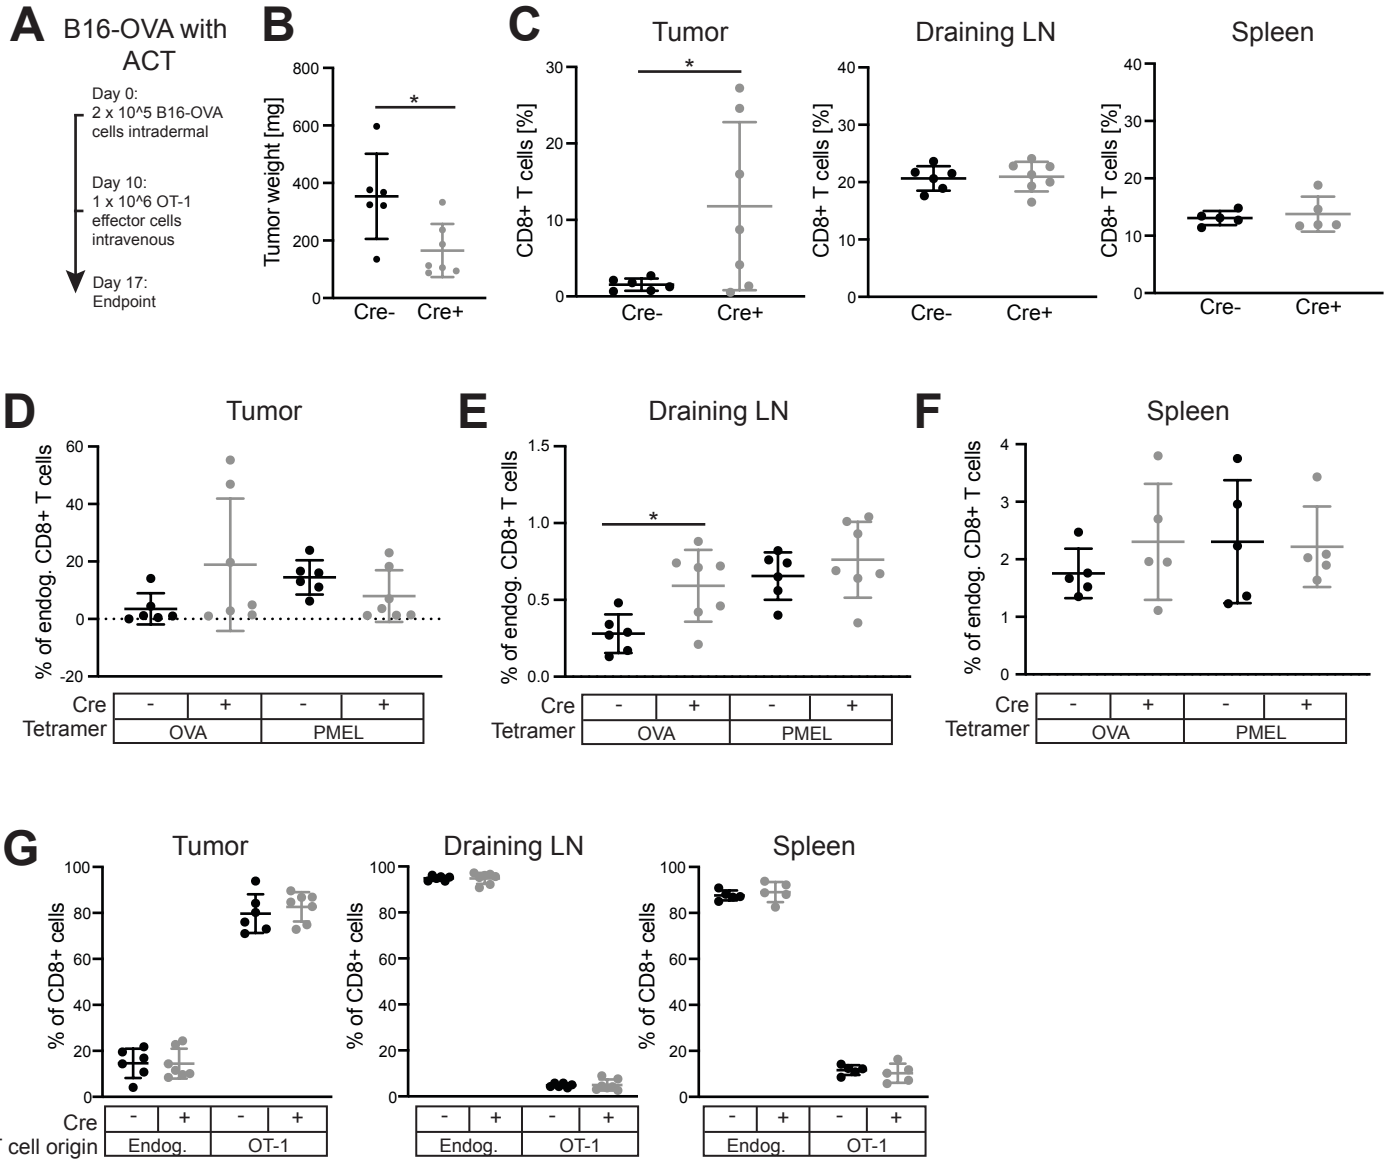 A B16-OVA with
ACT
Day 0:
2 x 10^5 B16-OVA
cells intradermal
Day 10:
1 x 10^6 OT-1
effector cells
intravenous
Day 17:
Endpoint
B
Tumor weight [mg]
800
600
400
200
0
*
Cre- Cre+
C
Tumor
CD8+ T cells [%]
30
20
10
0
*
Cre- Cre+
Draining LN
CD8+ T cells [%]
40
30
20
10
0
Cre- Cre+
Spleen
CD8+ T cells [%]
40
30
20
10
0
Cre- Cre+
D
Tumor
% of endog. CD8+ T cells
60
40
20
0
-20
Cre - + - +
Tetramer OVA PMEL
E
Draining LN
% of endog. CD8+ T cells
1.5
1.0
0.5
0.0
*
Cre - + - +
Tetramer OVA PMEL
F
Spleen
% of endog. CD8+ T cells
4
3
2
1
0
Cre - + - +
Tetramer OVA PMEL
G
Tumor
% of CD8+ cells
100
80
60
40
20
0
Cre - + - +
cell origin Endog. OT-1
Draining LN
% of CD8+ cells
100
80
60
40
20
0
- + - +
Endog. OT-1
Spleen
% of CD8+ cells
100
80
60
40
20
0
- + - +
Endog. OT-1